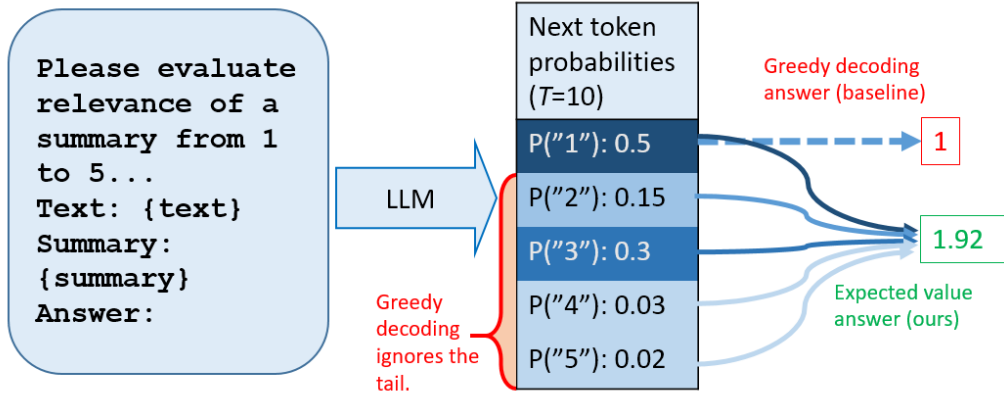 Please evaluate
relevance of a
summary from 1
to 5...
Text: {text}
Summary:
{summary}
Answer:
LLM
Next token
probabilities
(T=10)
P(”1”): 0.5
P(”2”): 0.15
P(”3”): 0.3
P(”4”): 0.03
P(”5”): 0.02
Greedy
decoding
ignores the
tail.
Greedy decoding
answer (baseline)
1
1.92
Expected value
answer (ours)